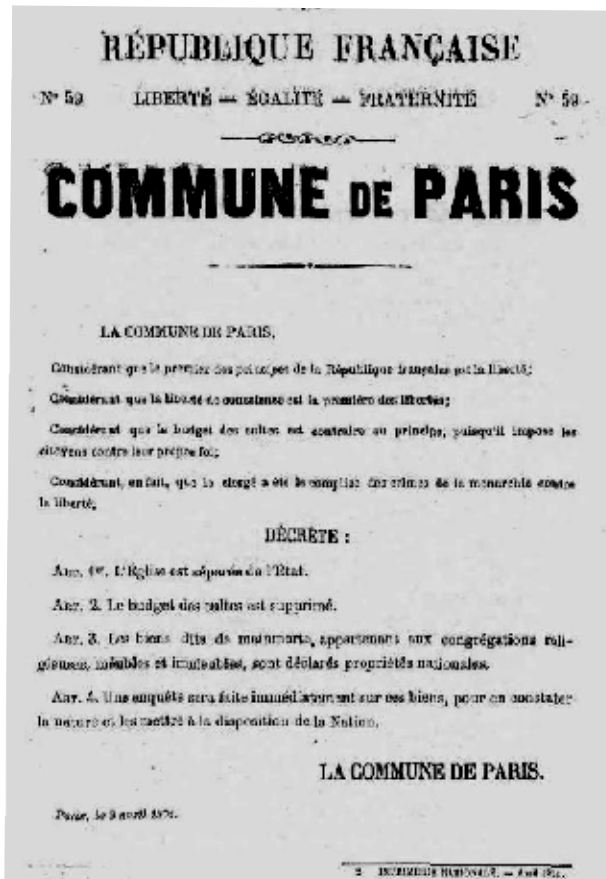 RÉPUBLIQUE FRANÇAISE
N° 59 LIBERTÉ — ÉGALITÉ — FRATERNITÉ N° 59
COMMUNE DE PARIS
LA COMMUNE DE PARIS,
Considérant que le premier des principes de la République française est la liberté;
Considérant que la liberté de conscience est la première des libertés;
Considérant que le budget des cultes est contraire au principe, puisqu'il impose les
citoyens contre leur propre foi;
Considérant, en fait, que le clergé a été le complice des crimes de la monarchie contre
la liberté,
DÉCRÈTE :
ART. 1er. L'Église est séparée de l'État.
ART. 2. Le budget des cultes est supprimé.
ART. 3. Les biens dits de mainmorte, appartenant aux congrégations reli-
gieuses, meubles et immeubles, sont déclarés propriétés nationales.
ART. 4. Une enquête sera faite immédiatement sur ces biens, pour en constater
la nature et les mettre à la disposition de la Nation.
LA COMMUNE DE PARIS.
Paris, le avril 1871.
2 IMPRIMERIE NATIONALE. — Avril 1871.